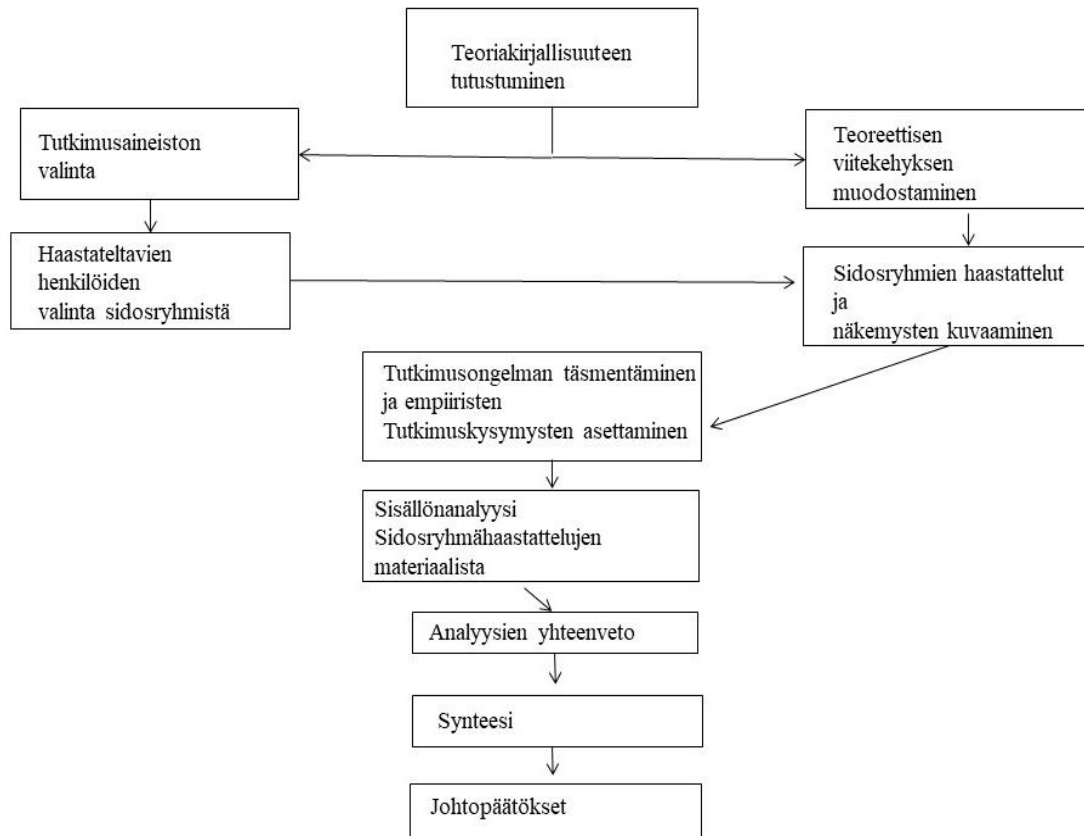 Teoriakirjallisuuteen
tutustuminen
Tutkimusaineiston
valinta
Teoreettisen
viitekehyksen
muodostaminen
Haastateltavien
henkilöiden
valinta sidosryhmistä
Sidosryhmien haastattelut
ja
näkemysten kuvaaminen
Tutkimusongelman täsmentäminen
ja empiiristen
Tutkimuskysymysten asettaminen
Sisällönanalyysi
Sidosryhmähaastattelujen
materiaalista
Analyysien yhteenveto
Synteesi
Johtopäätökset